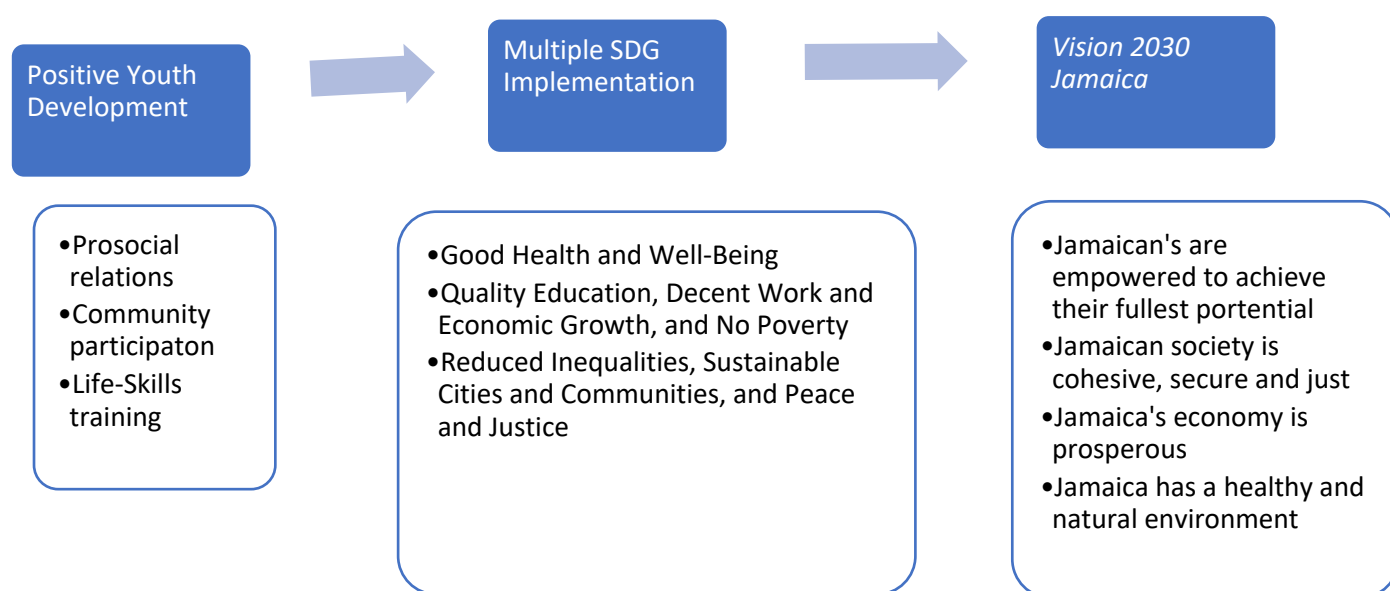 Positive Youth
Development
Multiple SDG
Implementation
Vision 2030
Jamaica
•Prosocial
relations
•Community
participaton
•Life-Skills
training
•Good Health and Well-Being
•Quality Education, Decent Work and
Economic Growth, and No Poverty
•Reduced Inequalities, Sustainable
Cities and Communities, and Peace
and Justice
•Jamaican's are
empowered to achieve
their fullest portential
•Jamaican society is
cohesive, secure and just
•Jamaica's economy is
prosperous
•Jamaica has a healthy and
natural environment